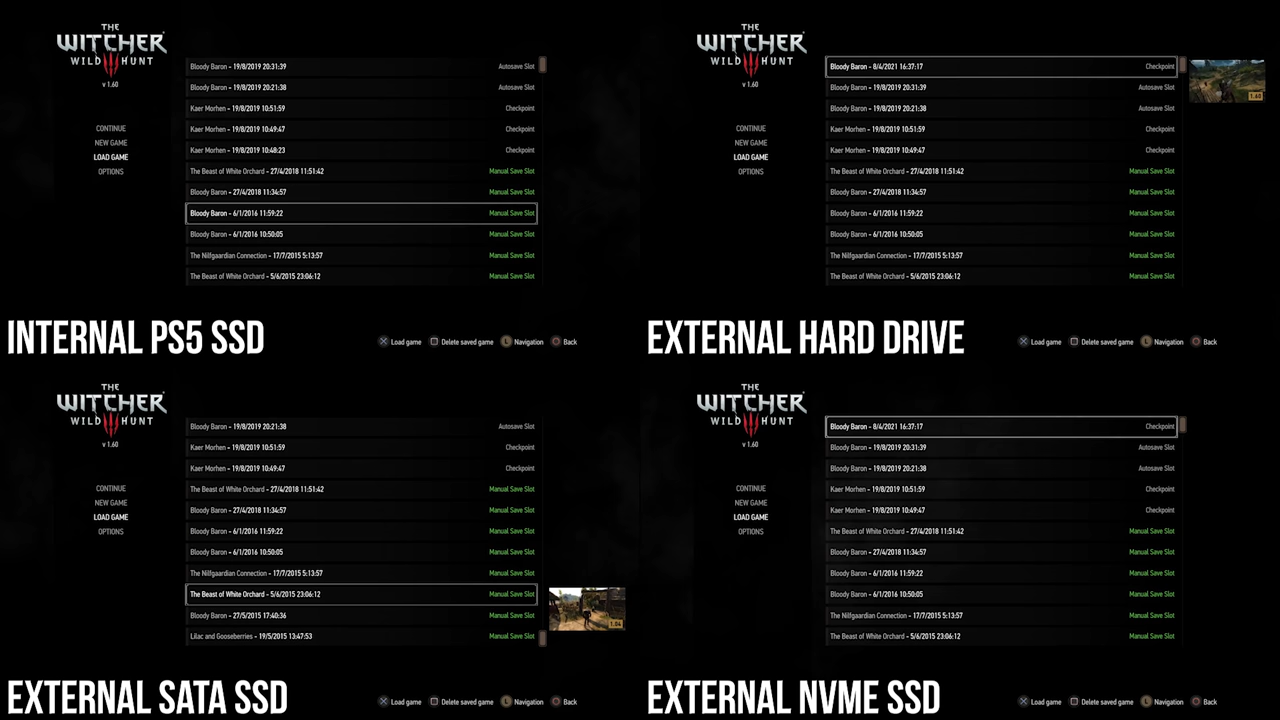 THE
WITCHER
WILD HUNT
v 1.60
CONTINUE
NEW GAME
LOAD GAME
OPTIONS
Bloody Baron - 19/8/2019 20:31:39 Autosave Slot
Bloody Baron - 19/8/2019 20:21:38 Autosave Slot
Kaer Morhen - 19/8/2019 10:51:59 Checkpoint
Kaer Morhen - 19/8/2019 10:49:47 Checkpoint
Kaer Morhen - 19/8/2019 10:48:23 Checkpoint
The Beast of White Orchard - 27/4/2018 11:51:42 Manual Save Slot
Bloody Baron - 27/4/2018 11:34:57 Manual Save Slot
Bloody Baron - 6/1/2016 11:59:22 Manual Save Slot
Bloody Baron - 6/1/2016 10:50:05 Manual Save Slot
The Nilfgaardian Connection - 17/7/2015 5:13:57 Manual Save Slot
The Beast of White Orchard - 5/6/2015 23:06:12 Manual Save Slot
INTERNAL PS5 SSD
Load game Delete saved game L Navigation Back
THE
WITCHER
WILD HUNT
v 1.60
CONTINUE
NEW GAME
LOAD GAME
OPTIONS
Bloody Baron - 8/4/2021 16:37:17 Checkpoint
Bloody Baron - 19/8/2019 20:31:39 Autosave Slot
Bloody Baron - 19/8/2019 20:21:38 Autosave Slot
Kaer Morhen - 19/8/2019 10:51:59 Checkpoint
Kaer Morhen - 19/8/2019 10:49:47 Checkpoint
The Beast of White Orchard - 27/4/2018 11:51:42 Manual Save Slot
Bloody Baron - 27/4/2018 11:34:57 Manual Save Slot
Bloody Baron - 6/1/2016 11:59:22 Manual Save Slot
Bloody Baron - 6/1/2016 10:50:05 Manual Save Slot
The Nilfgaardian Connection - 17/7/2015 5:13:57 Manual Save Slot
The Beast of White Orchard - 5/6/2015 23:06:12 Manual Save Slot
1.60
EXTERNAL HARD DRIVE
Load game Delete saved game L Navigation Back
THE
WITCHER
WILD HUNT
v 1.60
CONTINUE
NEW GAME
LOAD GAME
OPTIONS
Bloody Baron - 19/8/2019 20:21:38 Autosave Slot
Kaer Morhen - 19/8/2019 10:51:59 Checkpoint
Kaer Morhen - 19/8/2019 10:49:47 Checkpoint
The Beast of White Orchard - 27/4/2018 11:51:42 Manual Save Slot
Bloody Baron - 27/4/2018 11:34:57 Manual Save Slot
Bloody Baron - 6/1/2016 11:59:22 Manual Save Slot
Bloody Baron - 6/1/2016 10:50:05 Manual Save Slot
The Nilfgaardian Connection - 17/7/2015 5:13:57 Manual Save Slot
The Beast of White Orchard - 5/6/2015 23:06:12 Manual Save Slot
Bloody Baron - 27/5/2015 17:40:36 Manual Save Slot
Lilac and Gooseberries - 19/5/2015 13:47:53 Manual Save Slot
1.04
EXTERNAL SATA SSD
Load game Delete saved game L Navigation Back
THE
WITCHER
WILD HUNT
v 1.60
CONTINUE
NEW GAME
LOAD GAME
OPTIONS
Bloody Baron - 8/4/2021 16:37:17 Checkpoint
Bloody Baron - 19/8/2019 20:31:39 Autosave Slot
Bloody Baron - 19/8/2019 20:21:38 Autosave Slot
Kaer Morhen - 19/8/2019 10:51:59 Checkpoint
Kaer Morhen - 19/8/2019 10:49:47 Checkpoint
The Beast of White Orchard - 27/4/2018 11:51:42 Manual Save Slot
Bloody Baron - 27/4/2018 11:34:57 Manual Save Slot
Bloody Baron - 6/1/2016 11:59:22 Manual Save Slot
Bloody Baron - 6/1/2016 10:50:05 Manual Save Slot
The Nilfgaardian Connection - 17/7/2015 5:13:57 Manual Save Slot
The Beast of White Orchard - 5/6/2015 23:06:12 Manual Save Slot
EXTERNAL NVME SSD
Load game Delete saved game L Navigation Back